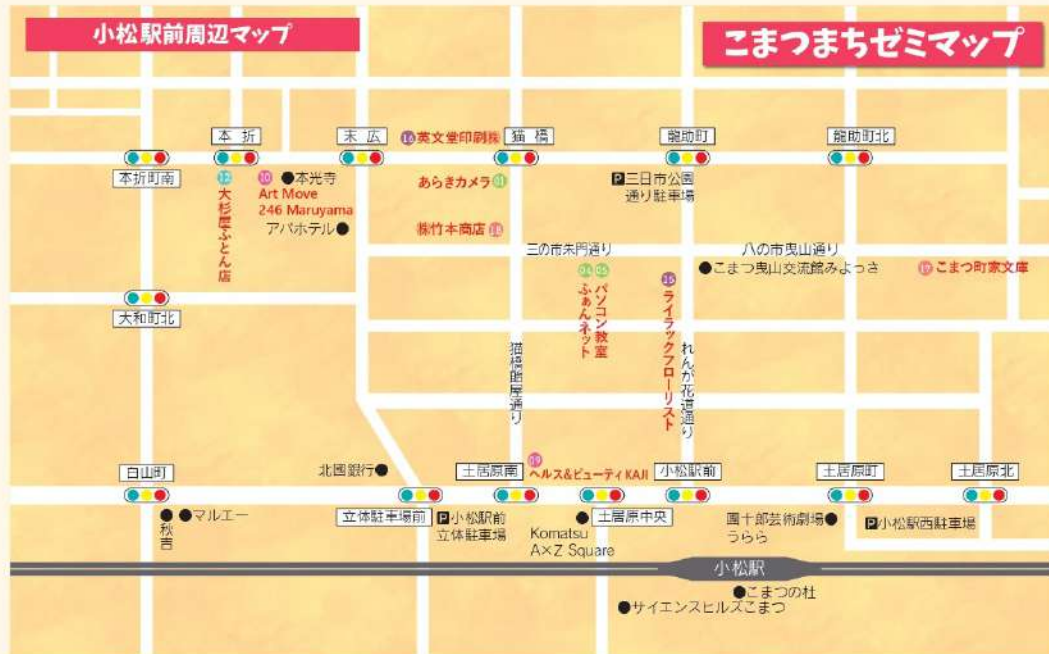 小松駅前周辺マップ
こまつまちゼミマップ
本折
末広
16 英文堂印刷㈱
猫橋
龍助町
龍助町北
本折町南
12
大杉屋ふとん店
10 ●本光寺
Art Move
246 Maruyama
アパホテル●
あらきカメラ 01
㈱竹本商店 18
P三日市公園
通り駐車場
三の市朱門通り
八の市曳山通り
●こまつ曳山交流館みよっさ
17 こまつ町家文庫
大和町北
04 05
パソコン教室
ふぁんネット
15
ライラックフローリスト
れんが花道通り
猫橋飴屋通り
白山町
北國銀行●
土居原南
09
ヘルス&ビューティ KAJI
小松駅前
土居原町
土居原北
●マルエー
●
秋吉
立体駐車場前
P小松駅前
立体駐車場
●
Komatsu
A×Z Square
土居原中央
團十郎芸術劇場●
うらら
P小松駅西駐車場
小松駅
●こまつの杜
●サイエンスヒルズこまつ